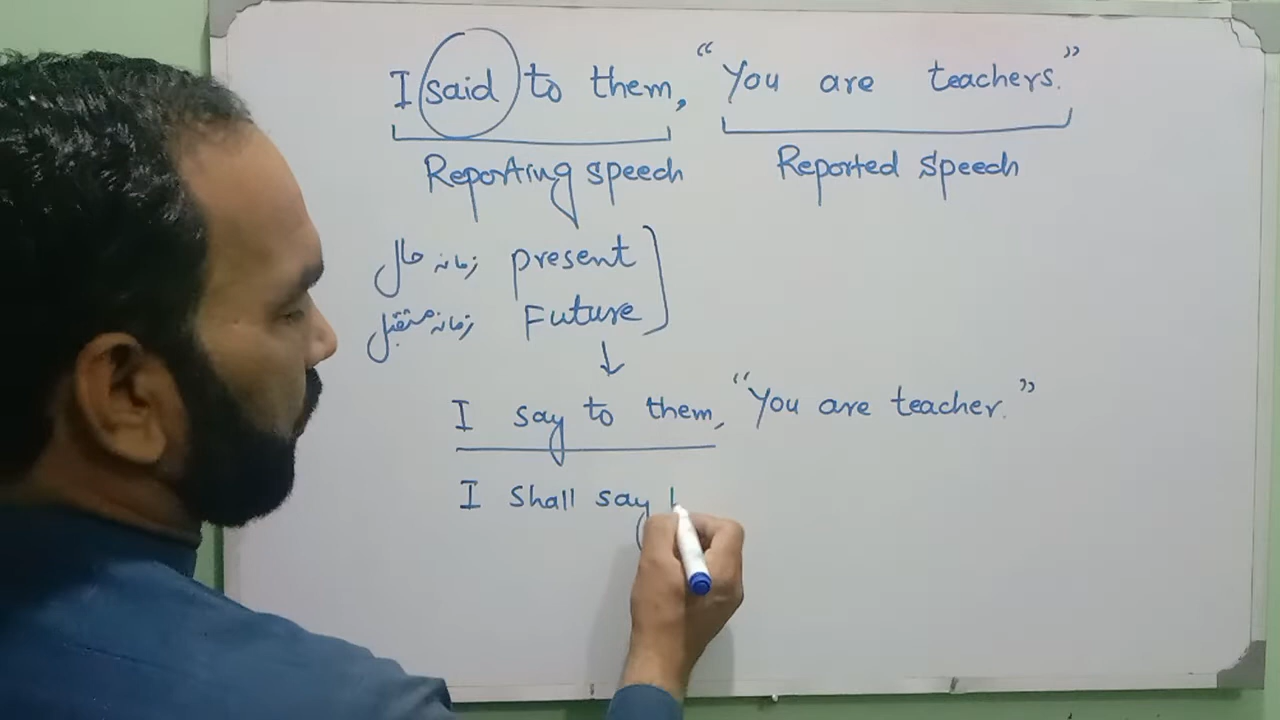 I said to them, “You are teachers.”
Reporting speech Reported speech
زمانہ حال present
زمانہ مستقبل Future
I say to them, “You are teacher.”
I shall say